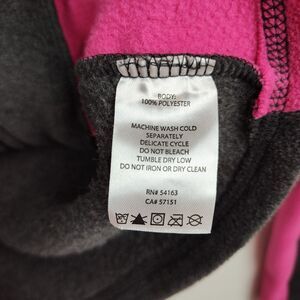 BODY:
100% POLYESTER
MACHINE WASH COLD
SEPARATELY
DELICATE CYCLE
DO NOT BLEACH
TUMBLE DRY LOW
DO NOT IRON OR DRY CLEAN
RN# 54163
CA# 57151